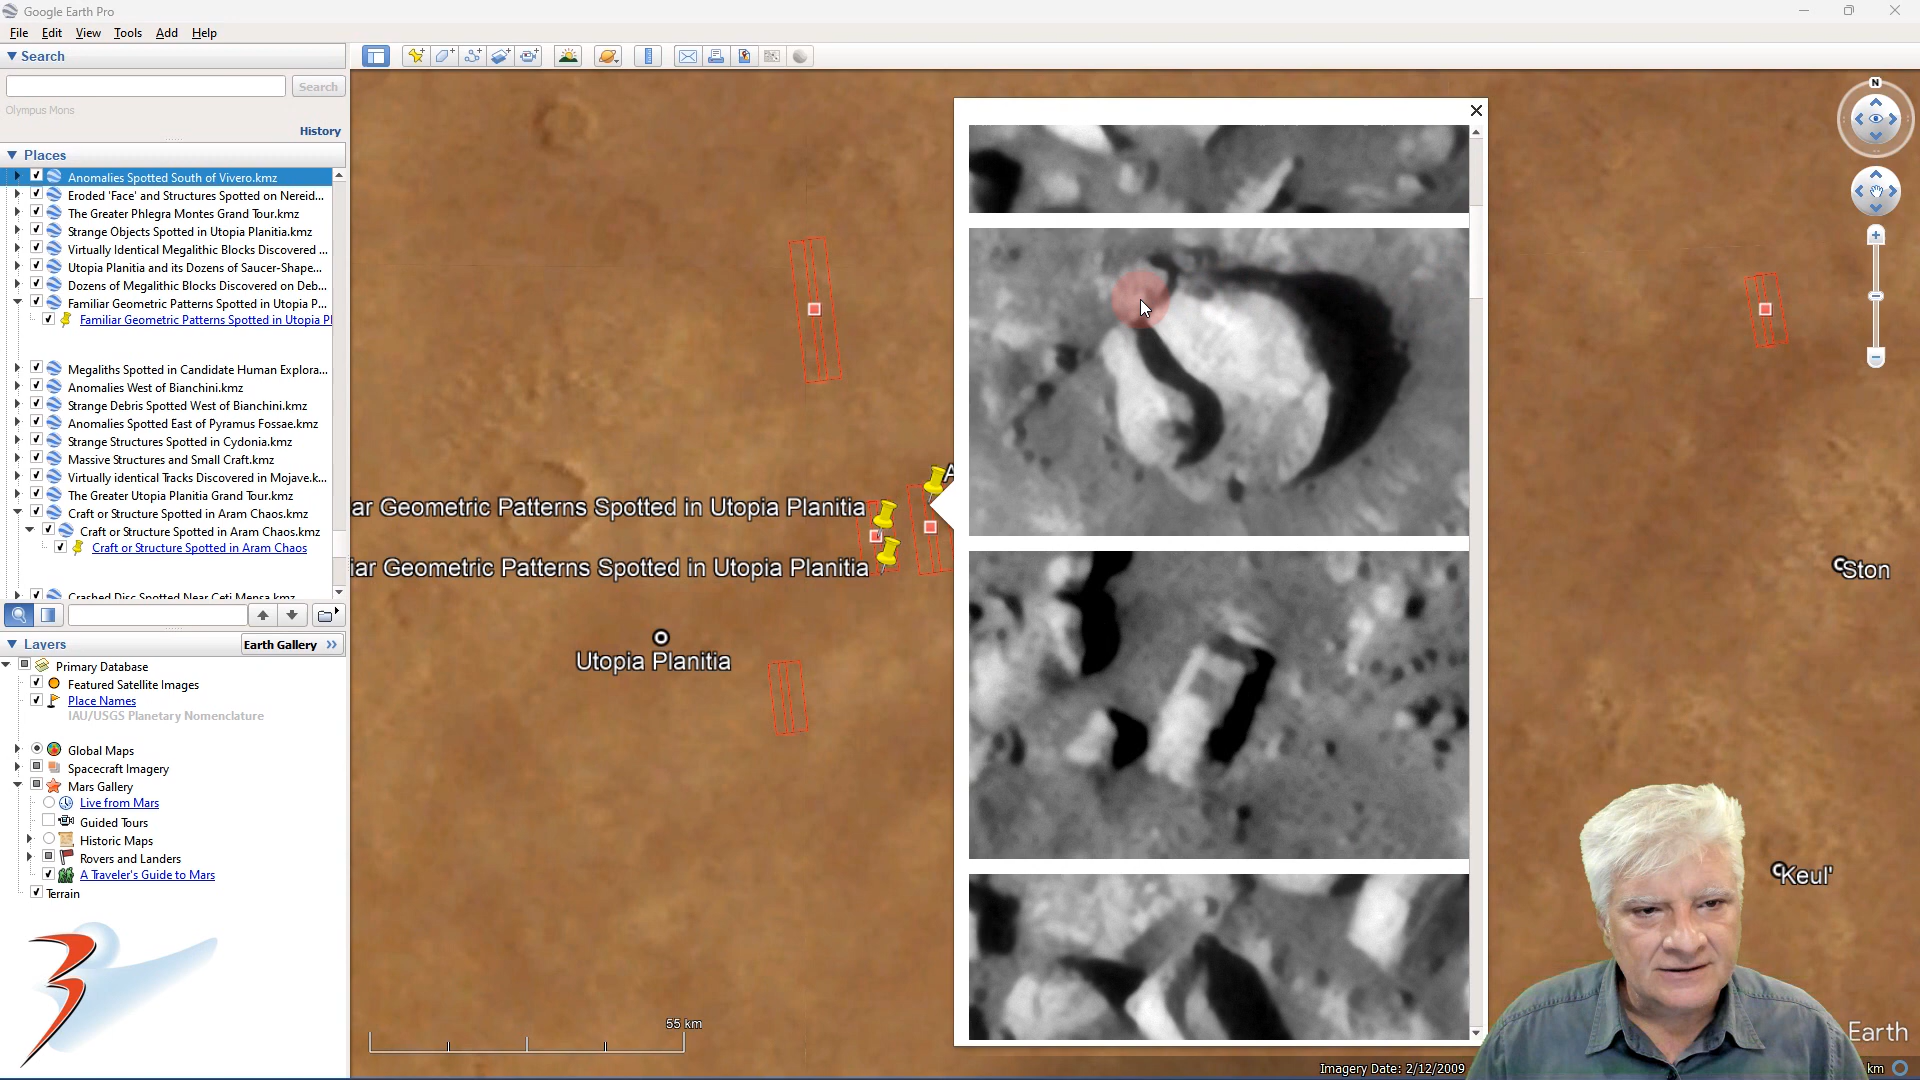 Google Earth Pro
File Edit View Tools Add Help
Search
Search
Olympus Mons
History
Places
Anomalies Spotted South of Vivero.kmz
Eroded 'Face' and Structures Spotted on Nereid...
The Greater Phlegra Montes Grand Tour.kmz
Strange Objects Spotted in Utopia Planitia.kmz
Virtually Identical Megalithic Blocks Discovered ...
Utopia Planitia and its Dozens of Saucer-Shape...
Dozens of Megalithic Blocks Discovered on Deb...
Familiar Geometric Patterns Spotted in Utopia P...
Familiar Geometric Patterns Spotted in Utopia Pl
Megaliths Spotted in Candidate Human Explora...
Anomalies West of Bianchini.kmz
Strange Debris Spotted West of Bianchini.kmz
Anomalies Spotted East of Pyramus Fossae.kmz
Strange Structures Spotted in Cydonia.kmz
Massive Structures and Small Craft.kmz
Virtually identical Tracks Discovered in Mojave.k...
The Greater Utopia Planitia Grand Tour.kmz
Craft or Structure Spotted in Aram Chaos.kmz
Craft or Structure Spotted in Aram Chaos.kmz
Craft or Structure Spotted in Aram Chaos
Crashed Disc Spotted Near Ceti Mensa.kmz
Layers
Earth Gallery »
Primary Database
Featured Satellite Images
Place Names
IAU/USGS Planetary Nomenclature
Global Maps
Spacecraft Imagery
Mars Gallery
Live from Mars
Guided Tours
Historic Maps
Rovers and Landers
A Traveler's Guide to Mars
Terrain
N
A
ar Geometric Patterns Spotted in Utopia Planitia
iar Geometric Patterns Spotted in Utopia Planitia
Utopia Planitia
Ston
Keul'
55 km
Earth
Imagery Date: 2/12/2009
km